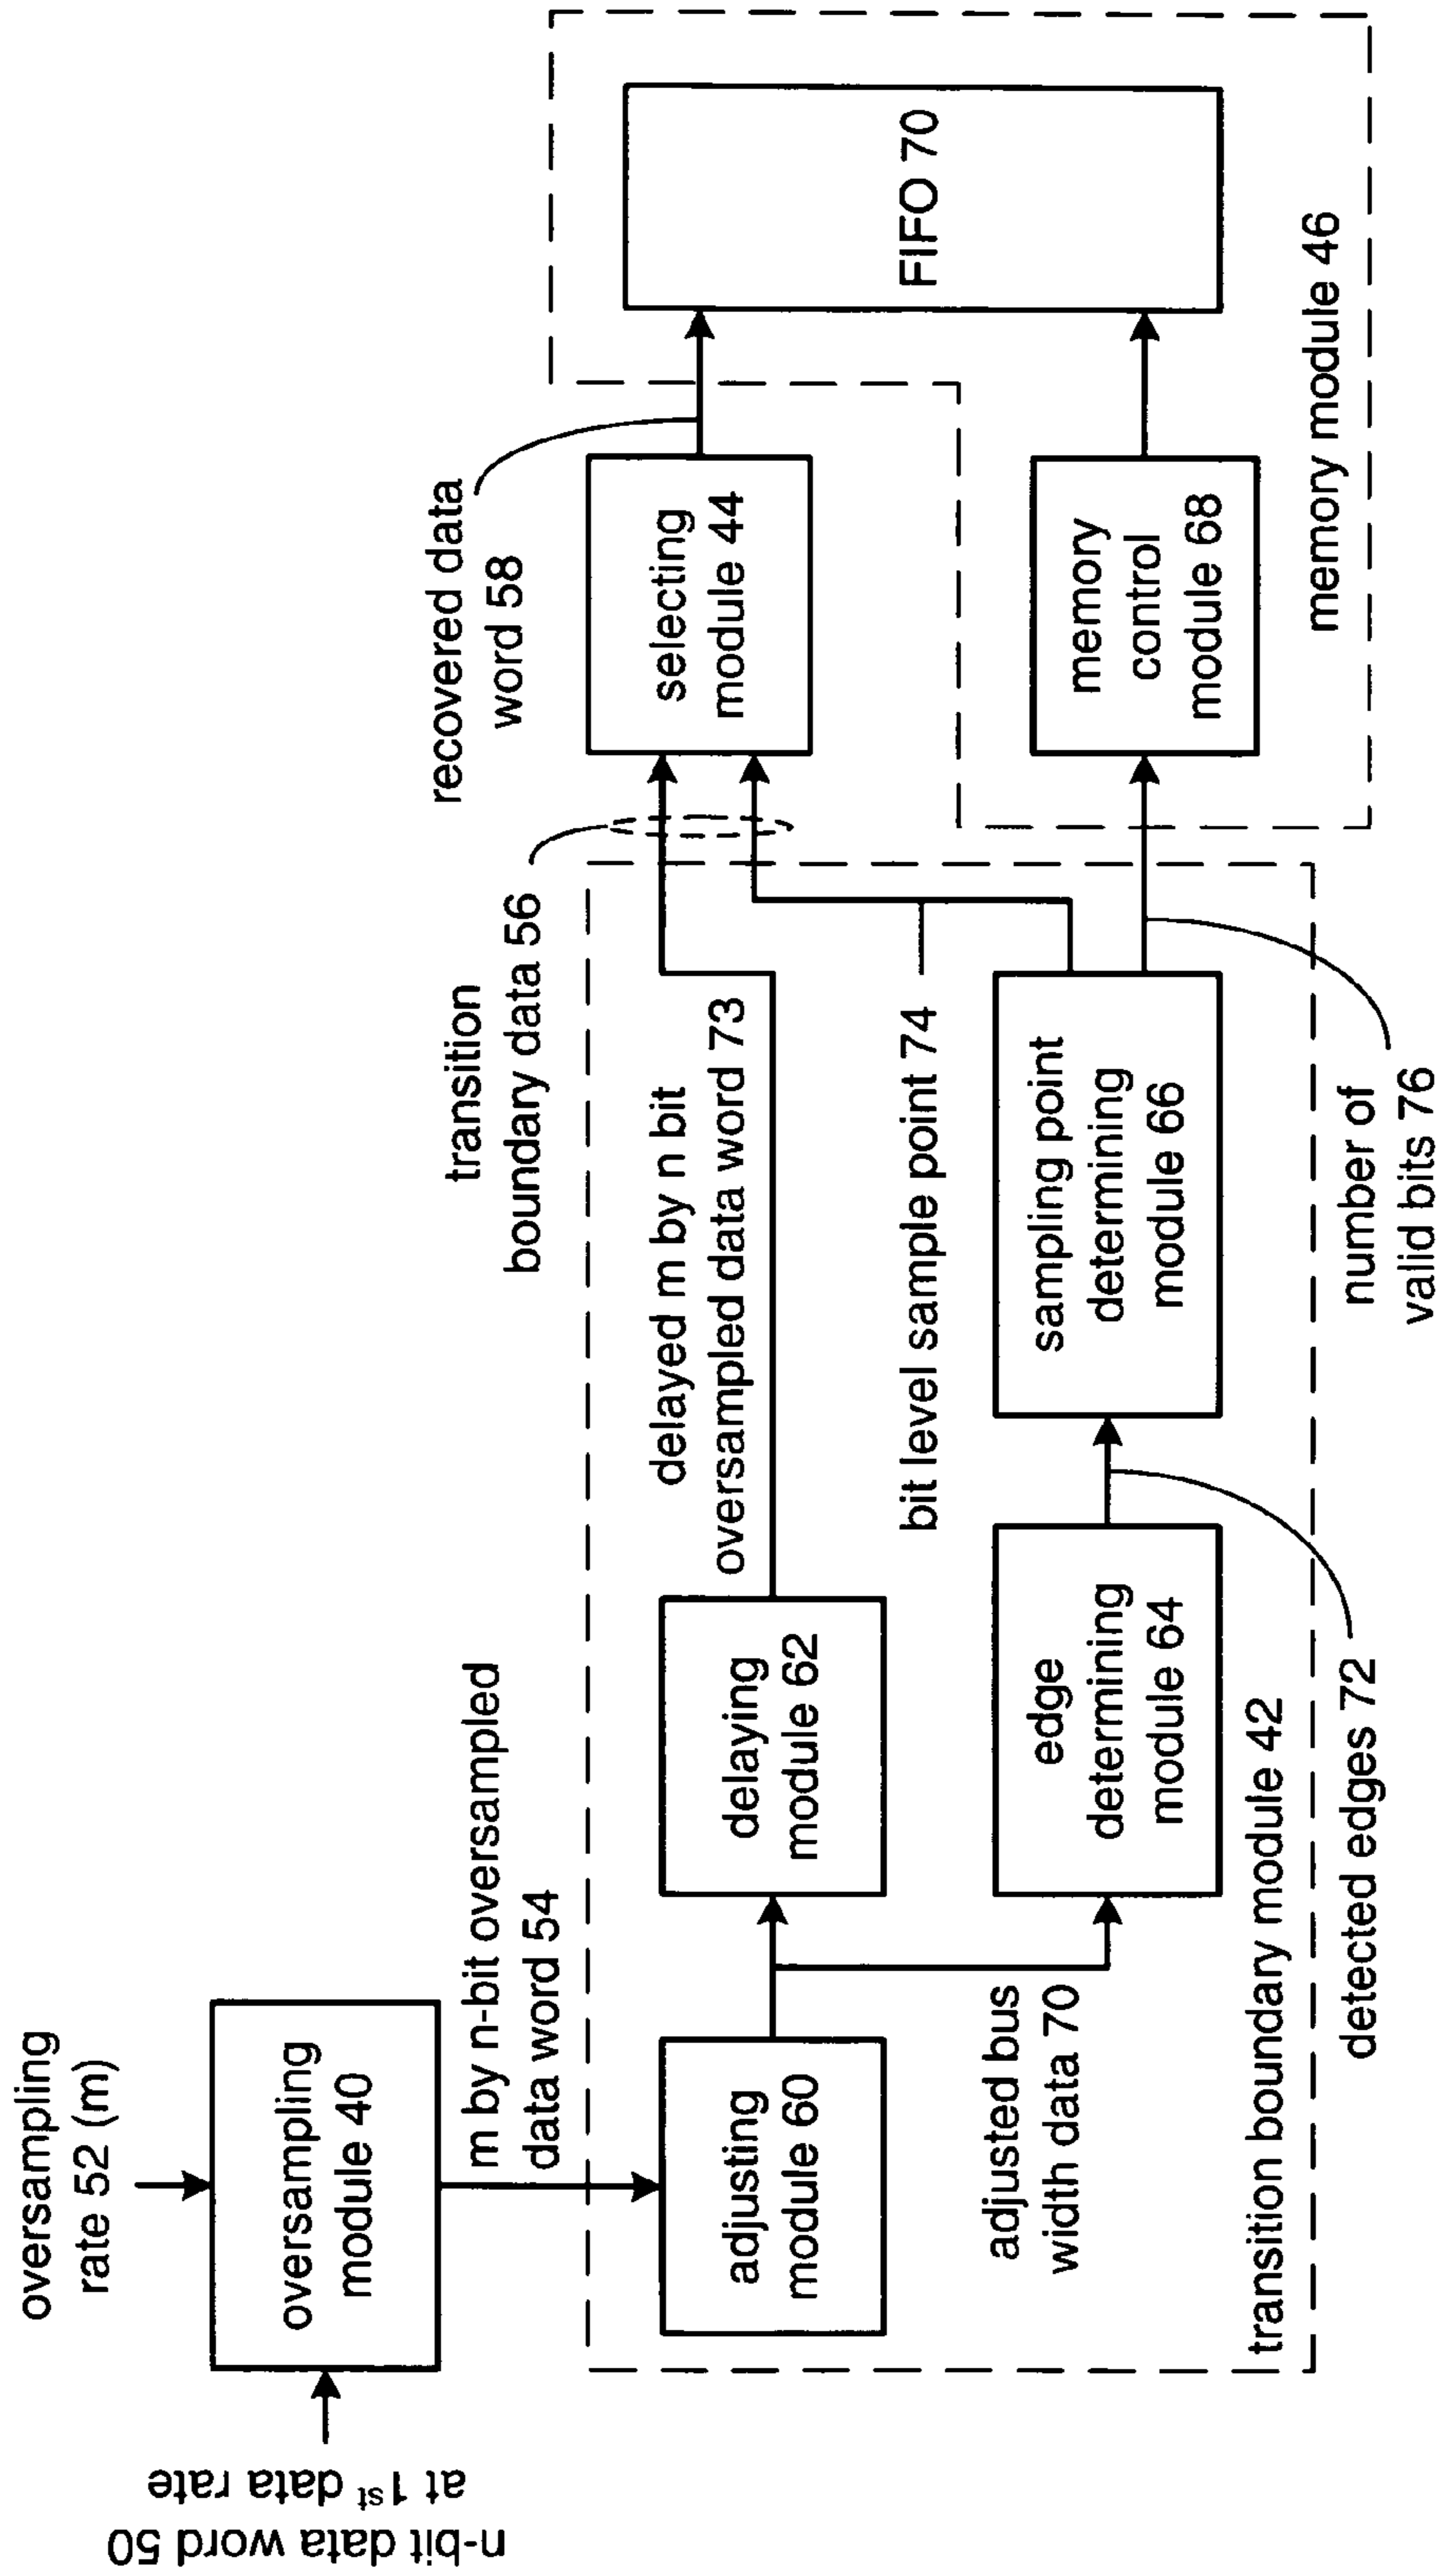 oversampling
rate 52 (m)
n-bit data word 50
at 1st data rate
oversampling
module 40
m by n-bit oversampled
data word 54
adjusting
module 60
adjusted bus
width data 70
delaying
module 62
edge
determining
module 64
detected edges 72
transition boundary module 42
delayed m by n bit
oversampled data word 73
bit level sample point 74
sampling point
determining
module 66
number of
valid bits 76
transition
boundary data 56
recovered data
word 58
selecting
module 44
memory
control
module 68
FIFO 70
memory module 46